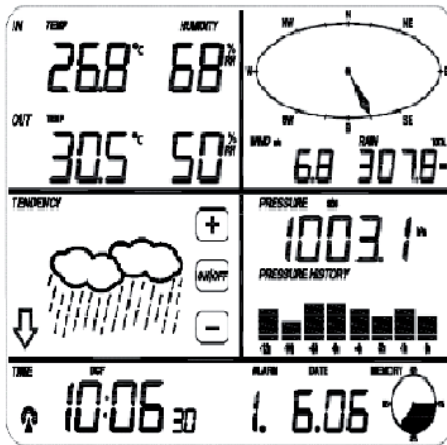 IN TEMP HUMIDITY
26.8 °C 68 % RH
OUT TEMP
30.5 °C 50 % RH
N
NW NE
W
SW SE
S
WIND RAIN TOTAL
6.8 307.8
TENDENCY
+
ON/OFF
−
PRESSURE
1003.1
PRESSURE HISTORY
TIME DCF ALARM DATE MEMORY
10:06 30 1. 6.06